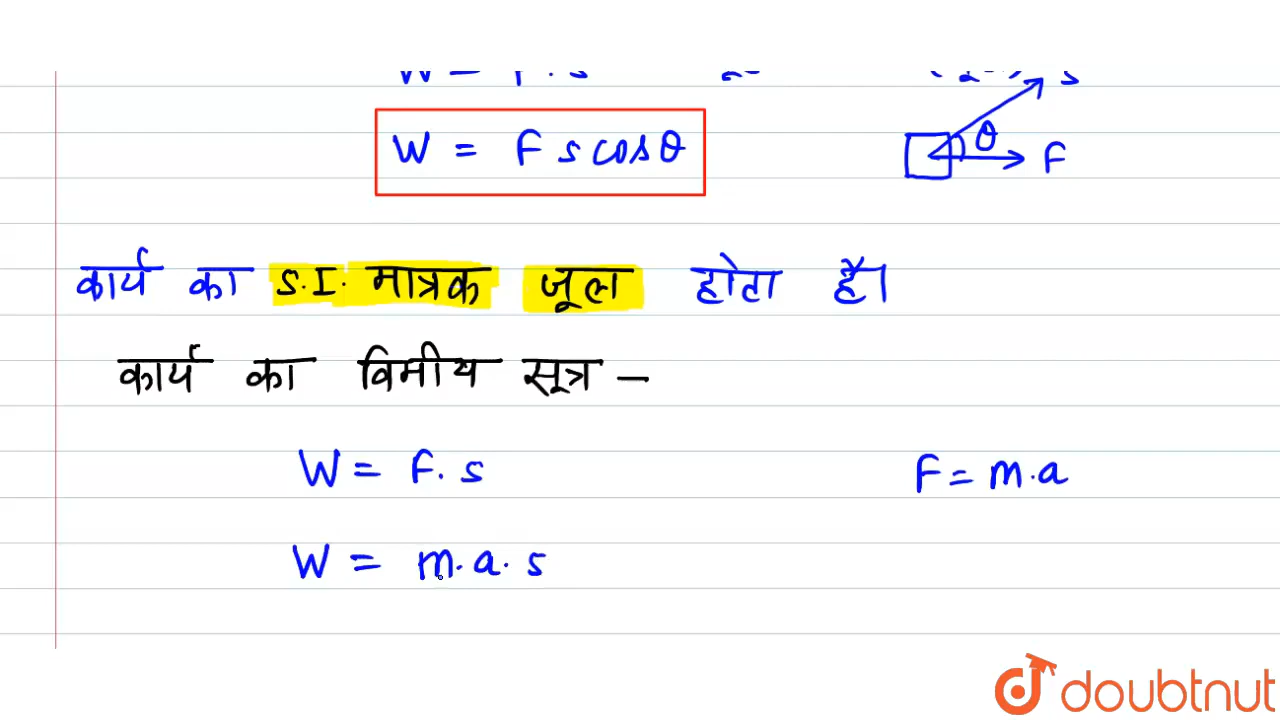 W = F s cosθ
θ
F
कार्य का S.I. मात्रक जूल होता है।
कार्य का विमीय सूत्र –
W = F. s
F = m.a
W = m.a. s
doubtnut